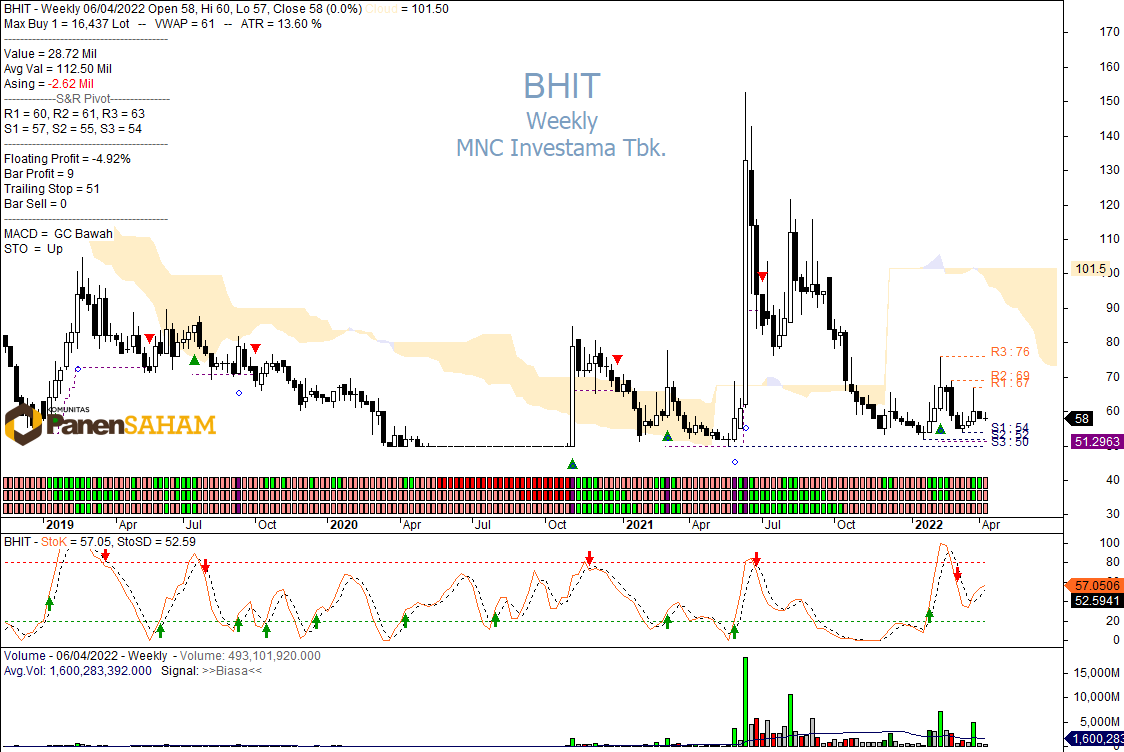 BHIT - Weekly 06/04/2022 Open 58, Hi 60, Lo 57, Close 58 (0.0%) Cloud = 101.50
Max Buy 1 = 16,437 Lot -- VWAP = 61 -- ATR = 13.60 %
Value = 28.72 Mil
Avg Val = 112.50 Mil
Asing = -2.62 Mil
S&R Pivot
R1 = 60, R2 = 61, R3 = 63
S1 = 57, S2 = 55, S3 = 54
Floating Profit = -4.92%
Bar Profit = 9
Trailing Stop = 51
Bar Sell = 0
MACD = GC Bawah
STO = Up
BHIT
Weekly
MNC Investama Tbk.
KOMUNITAS
PanenSAHAM
170
160
150
140
130
120
110
101.5
90
80
70
60
58
51.2963
40
30
R3 : 76
R2 : 69
R1 : 67
S1: 54
S2 : 52
S3 : 50
2019 Apr Jul Oct 2020 Apr Jul Oct 2021 Apr Jul Oct 2022 Apr
BHIT - StoK = 57.05, StoSD = 52.59
100
80
57.0506
52.5941
20
0
Volume - 06/04/2022 - Weekly - Volume: 493,101,920.000
Avg.Vol: 1,600,283,392.000 Signal: >>Biasa<<
15,000M
10,000M
5,000M
1,600,283